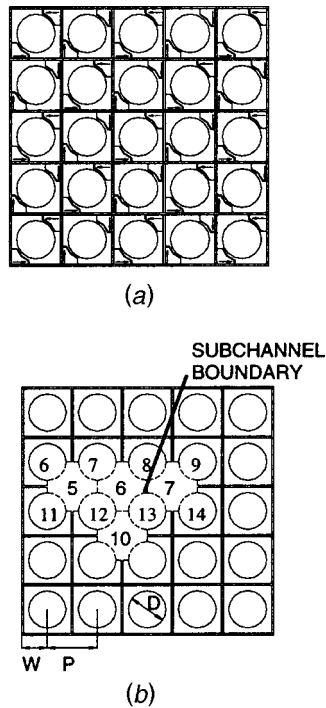 (a)
SUBCHANNEL
BOUNDARY
6 7 8 9
5 6 7
11 12 13 14
10
D
W P
(b)